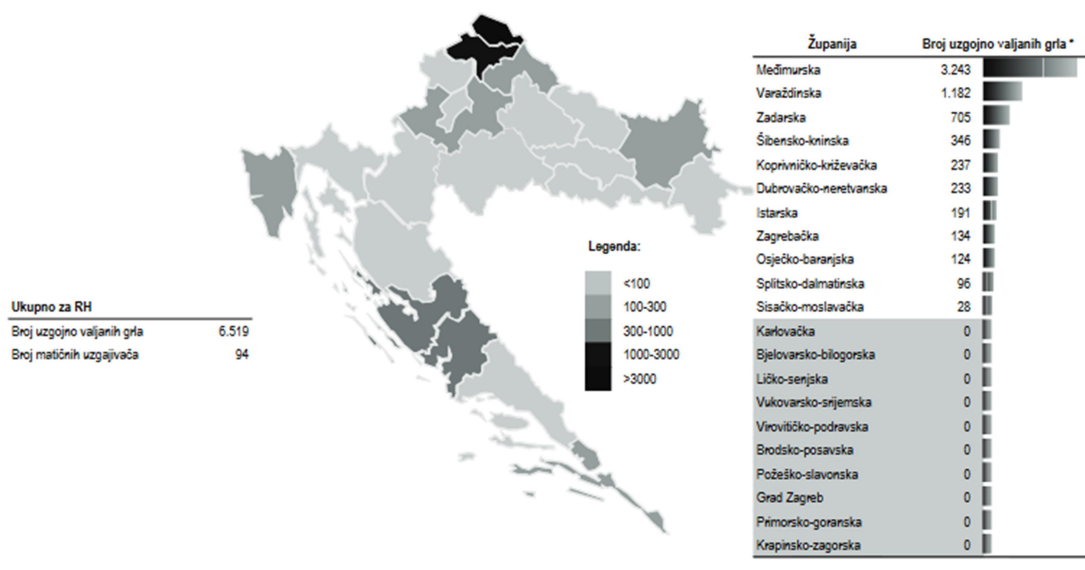 Županija Broj uzgojno valjanih grla *
Međimurska 3.243
Varaždinska 1.182
Zadarska 705
Šibensko-kninska 346
Koprivničko-križevačka 237
Dubrovačko-neretvanska 233
Istarska 191
Zagrebačka 134
Osječko-baranjska 124
Splitsko-dalmatinska 96
Sisačko-moslavačka 28
Karlovačka 0
Bjelovarsko-bilogorska 0
Ličko-senjska 0
Vukovarsko-srijemska 0
Virovitičko-podravska 0
Brodsko-posavska 0
Požeško-slavonska 0
Grad Zagreb 0
Primorsko-goranska 0
Krapinsko-zagorska 0
Legenda:
<100
100-300
300-1000
1000-3000
>3000
Ukupno za RH
Broj uzgojno valjanih grla 6.519
Broj matičnih uzgajivača 94